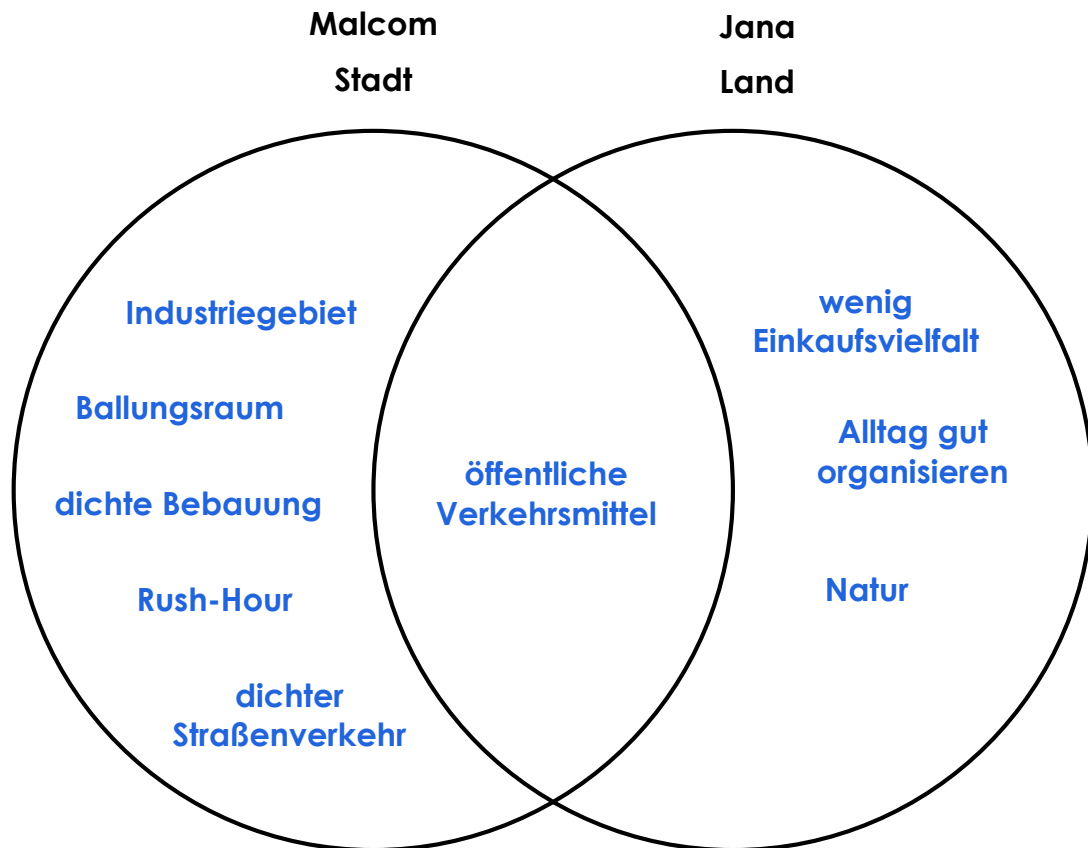 Malcom
Stadt
Jana
Land
Industriegebiet
Ballungsraum
dichte Bebauung
Rush-Hour
dichter
Straßenverkehr
öffentliche
Verkehrsmittel
wenig
Einkaufsvielfalt
Alltag gut
organisieren
Natur